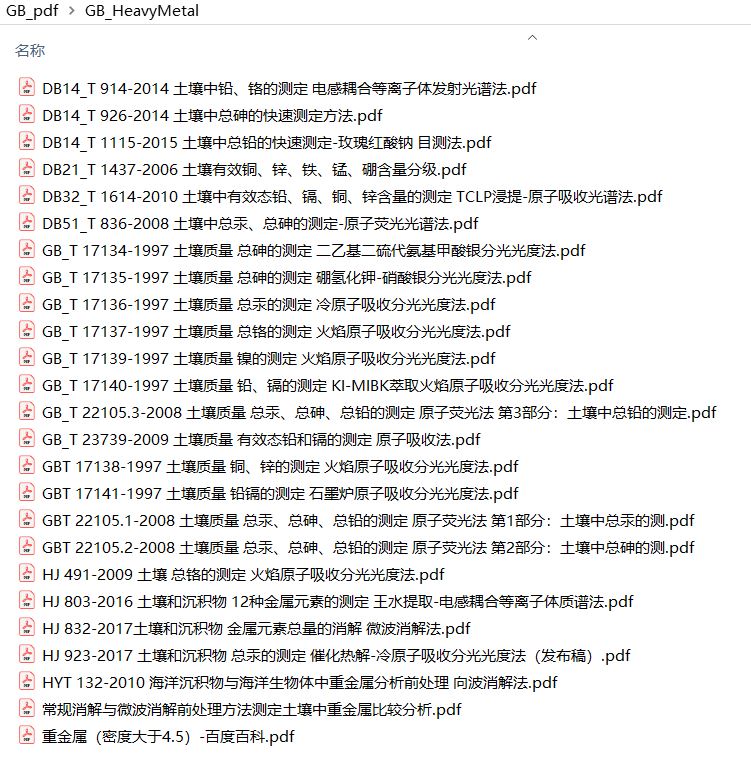 GB_pdf > GB_HeavyMetal
名称
DB14_T 914-2014 土壤中铅、铬的测定 电感耦合等离子体发射光谱法.pdf
DB14_T 926-2014 土壤中总砷的快速测定方法.pdf
DB14_T 1115-2015 土壤中总铅的快速测定-玫瑰红酸钠 目测法.pdf
DB21_T 1437-2006 土壤有效铜、锌、铁、锰、硼含量分级.pdf
DB32_T 1614-2010 土壤中有效态铅、镉、铜、锌含量的测定 TCLP浸提-原子吸收光谱法.pdf
DB51_T 836-2008 土壤中总汞、总砷的测定-原子荧光光谱法.pdf
GB_T 17134-1997 土壤质量 总砷的测定 二乙基二硫代氨基甲酸银分光光度法.pdf
GB_T 17135-1997 土壤质量 总砷的测定 硼氢化钾-硝酸银分光光度法.pdf
GB_T 17136-1997 土壤质量 总汞的测定 冷原子吸收分光光度法.pdf
GB_T 17137-1997 土壤质量 总铬的测定 火焰原子吸收分光光度法.pdf
GB_T 17139-1997 土壤质量 镍的测定 火焰原子吸收分光光度法.pdf
GB_T 17140-1997 土壤质量 铅、镉的测定 KI-MIBK萃取火焰原子吸收分光光度法.pdf
GB_T 22105.3-2008 土壤质量 总汞、总砷、总铅的测定 原子荧光法 第3部分：土壤中总铅的测定.pdf
GB_T 23739-2009 土壤质量 有效态铅和镉的测定 原子吸收法.pdf
GBT 17138-1997 土壤质量 铜、锌的测定 火焰原子吸收分光光度法.pdf
GBT 17141-1997 土壤质量 铅镉的测定 石墨炉原子吸收分光光度法.pdf
GBT 22105.1-2008 土壤质量 总汞、总砷、总铅的测定 原子荧光法 第1部分：土壤中总汞的测.pdf
GBT 22105.2-2008 土壤质量 总汞、总砷、总铅的测定 原子荧光法 第2部分：土壤中总砷的测.pdf
HJ 491-2009 土壤 总铬的测定 火焰原子吸收分光光度法.pdf
HJ 803-2016 土壤和沉积物 12种金属元素的测定 王水提取-电感耦合等离子体质谱法.pdf
HJ 832-2017土壤和沉积物 金属元素总量的消解 微波消解法.pdf
HJ 923-2017 土壤和沉积物 总汞的测定 催化热解-冷原子吸收分光光度法（发布稿）.pdf
HYT 132-2010 海洋沉积物与海洋生物体中重金属分析前处理 向波消解法.pdf
常规消解与微波消解前处理方法测定土壤中重金属比较分析.pdf
重金属（密度大于4.5）-百度百科.pdf